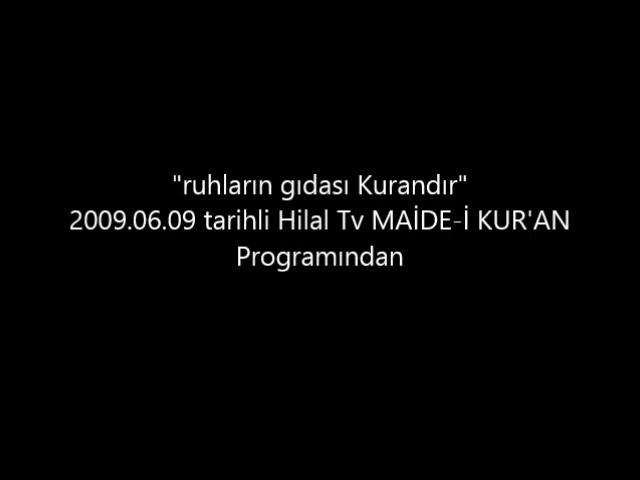 "ruhların gıdası Kurandır"
2009.06.09 tarihli Hilal Tv MAİDE-İ KUR'AN
Programından